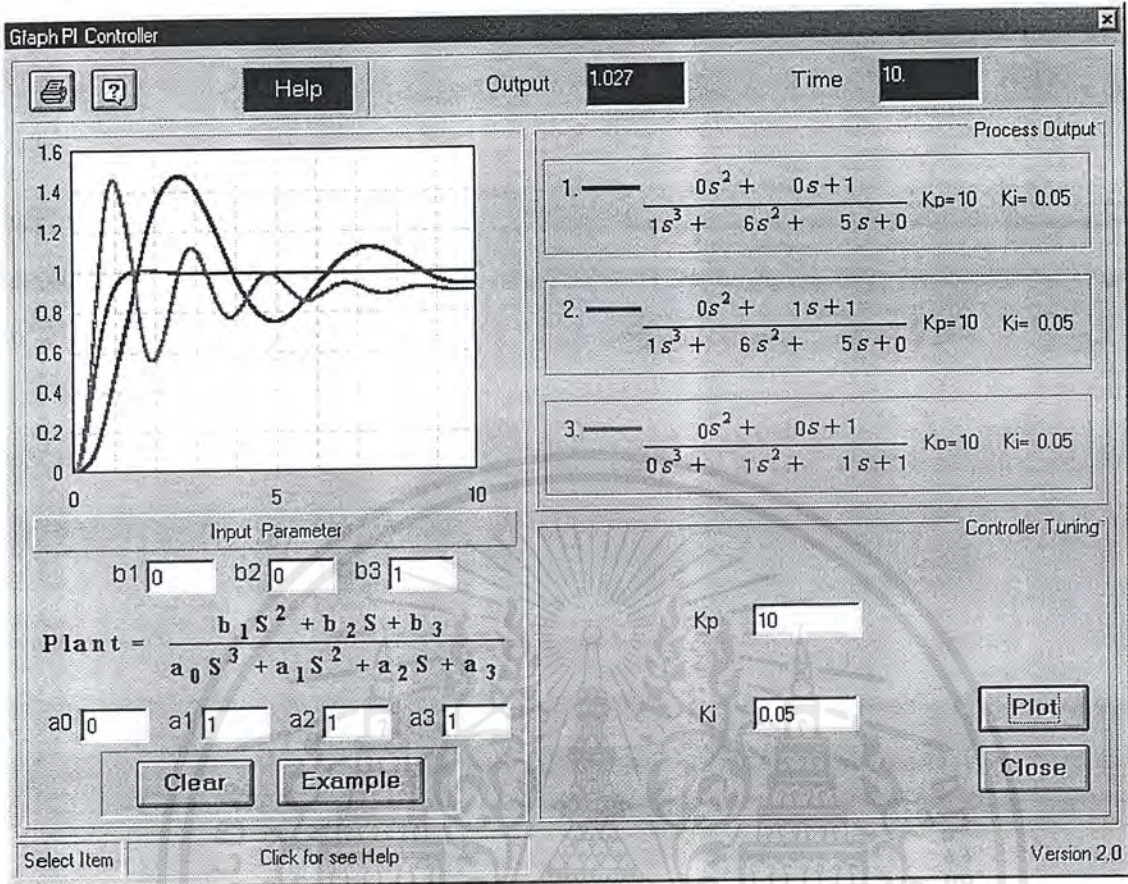 Graph PI Controller
Help
Output 1.027
Time 10.
1.6
1.4
1.2
1
0.8
0.6
0.4
0.2
0
0 5 10
Process Output
1. 0s² + 0s+1
1s³ + 6s² + 5s+0
Kp=10 Ki= 0.05
2. 0s² + 1s+1
1s³ + 6s² + 5s+0
Kp=10 Ki= 0.05
3. 0s² + 0s+1
0s³ + 1s² + 1s+1
Kp=10 Ki= 0.05
Input Parameter
b1 0 b2 0 b3 1
Plant = b₁S² + b₂S + b₃
a₀S³ + a₁S² + a₂S + a₃
a0 0 a1 1 a2 1 a3 1
Clear Example
Controller Tuning
Kp 10
Ki 0.05
Plot
Close
Select Item
Click for see Help
Version 2.0